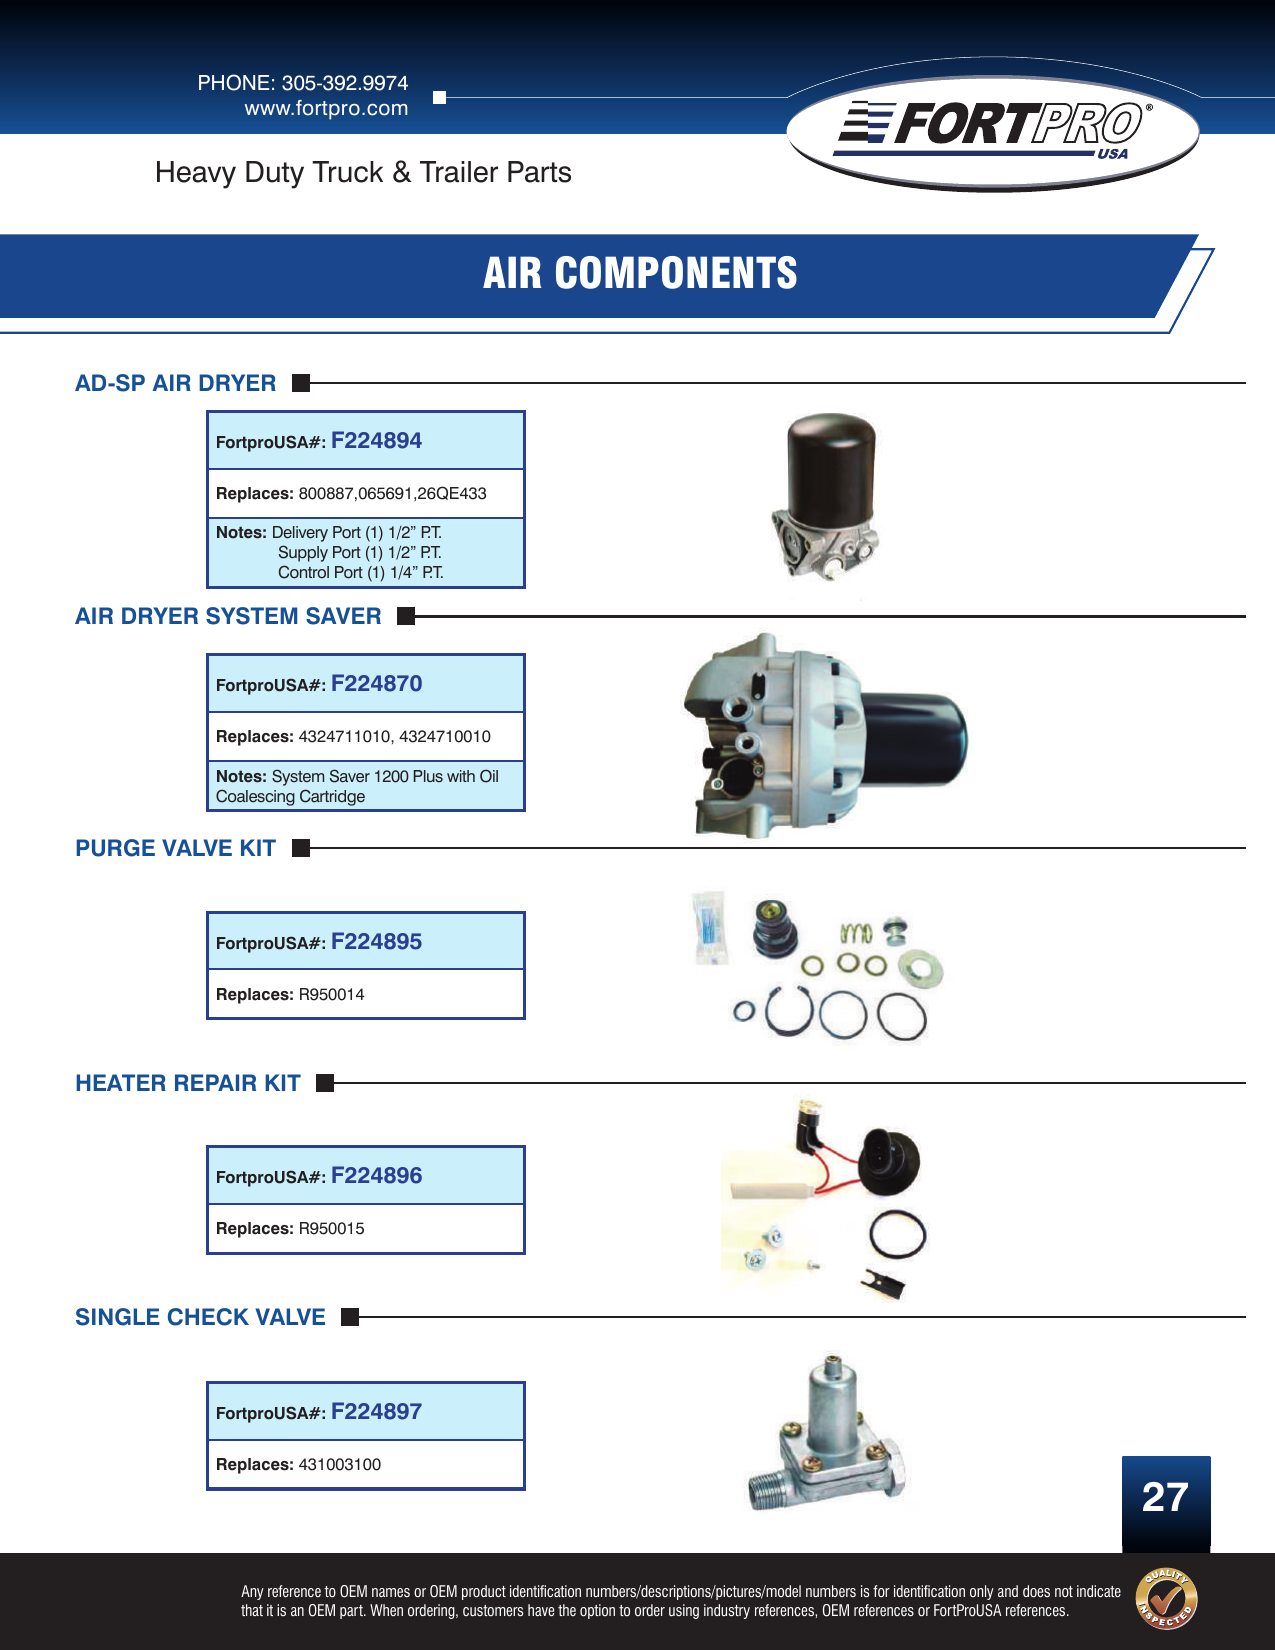 PHONE: 305-392.9974
www.fortpro.com
FORTPRO®
USA
Heavy Duty Truck & Trailer Parts
AIR COMPONENTS
AD-SP AIR DRYER
FortproUSA#: F224894
Replaces: 800887,065691,26QE433
Notes: Delivery Port (1) 1/2” P.T.
Supply Port (1) 1/2” P.T.
Control Port (1) 1/4” P.T.
AIR DRYER SYSTEM SAVER
FortproUSA#: F224870
Replaces: 4324711010, 4324710010
Notes: System Saver 1200 Plus with Oil
Coalescing Cartridge
PURGE VALVE KIT
FortproUSA#: F224895
Replaces: R950014
HEATER REPAIR KIT
FortproUSA#: F224896
Replaces: R950015
SINGLE CHECK VALVE
FortproUSA#: F224897
Replaces: 431003100
27
Any reference to OEM names or OEM product identification numbers/descriptions/pictures/model numbers is for identification only and does not indicate
that it is an OEM part. When ordering, customers have the option to order using industry references, OEM references or FortProUSA references.
QUALITY
INSPECTED